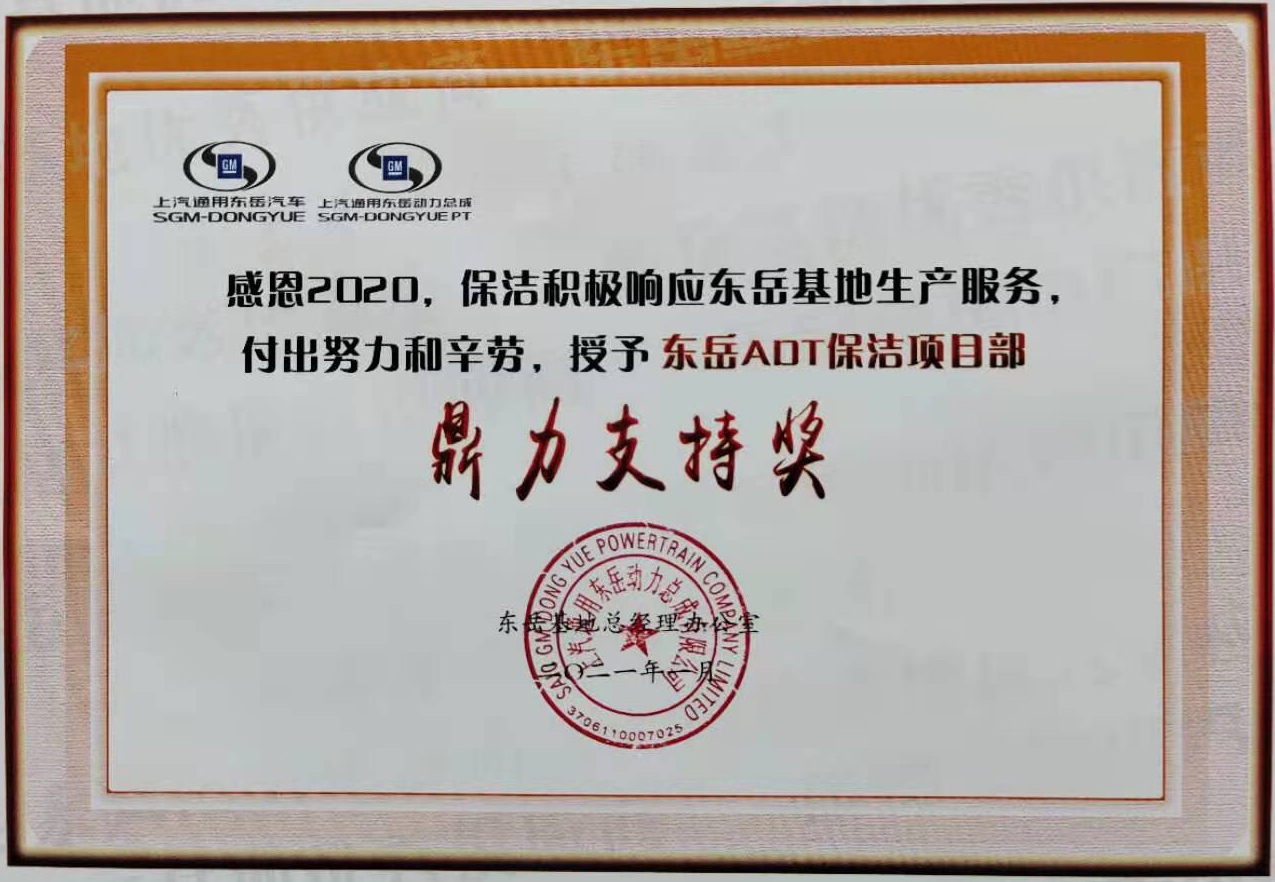 GM
上汽通用东岳汽车
SGM-DONGYUE
GM
上汽通用东岳动力总成
SGM-DONGYUE PT
感恩2020，保洁积极响应东岳基地生产服务，
付出努力和辛劳，授予 东岳ADT保洁项目部
鼎力支持奖
SAIC GM DONG YUE POWERTRAIN COMPANY LIMITED
上汽通用东岳动力总成有限公司
东岳基地总经理办公室
二〇二一年一月
3706110007025